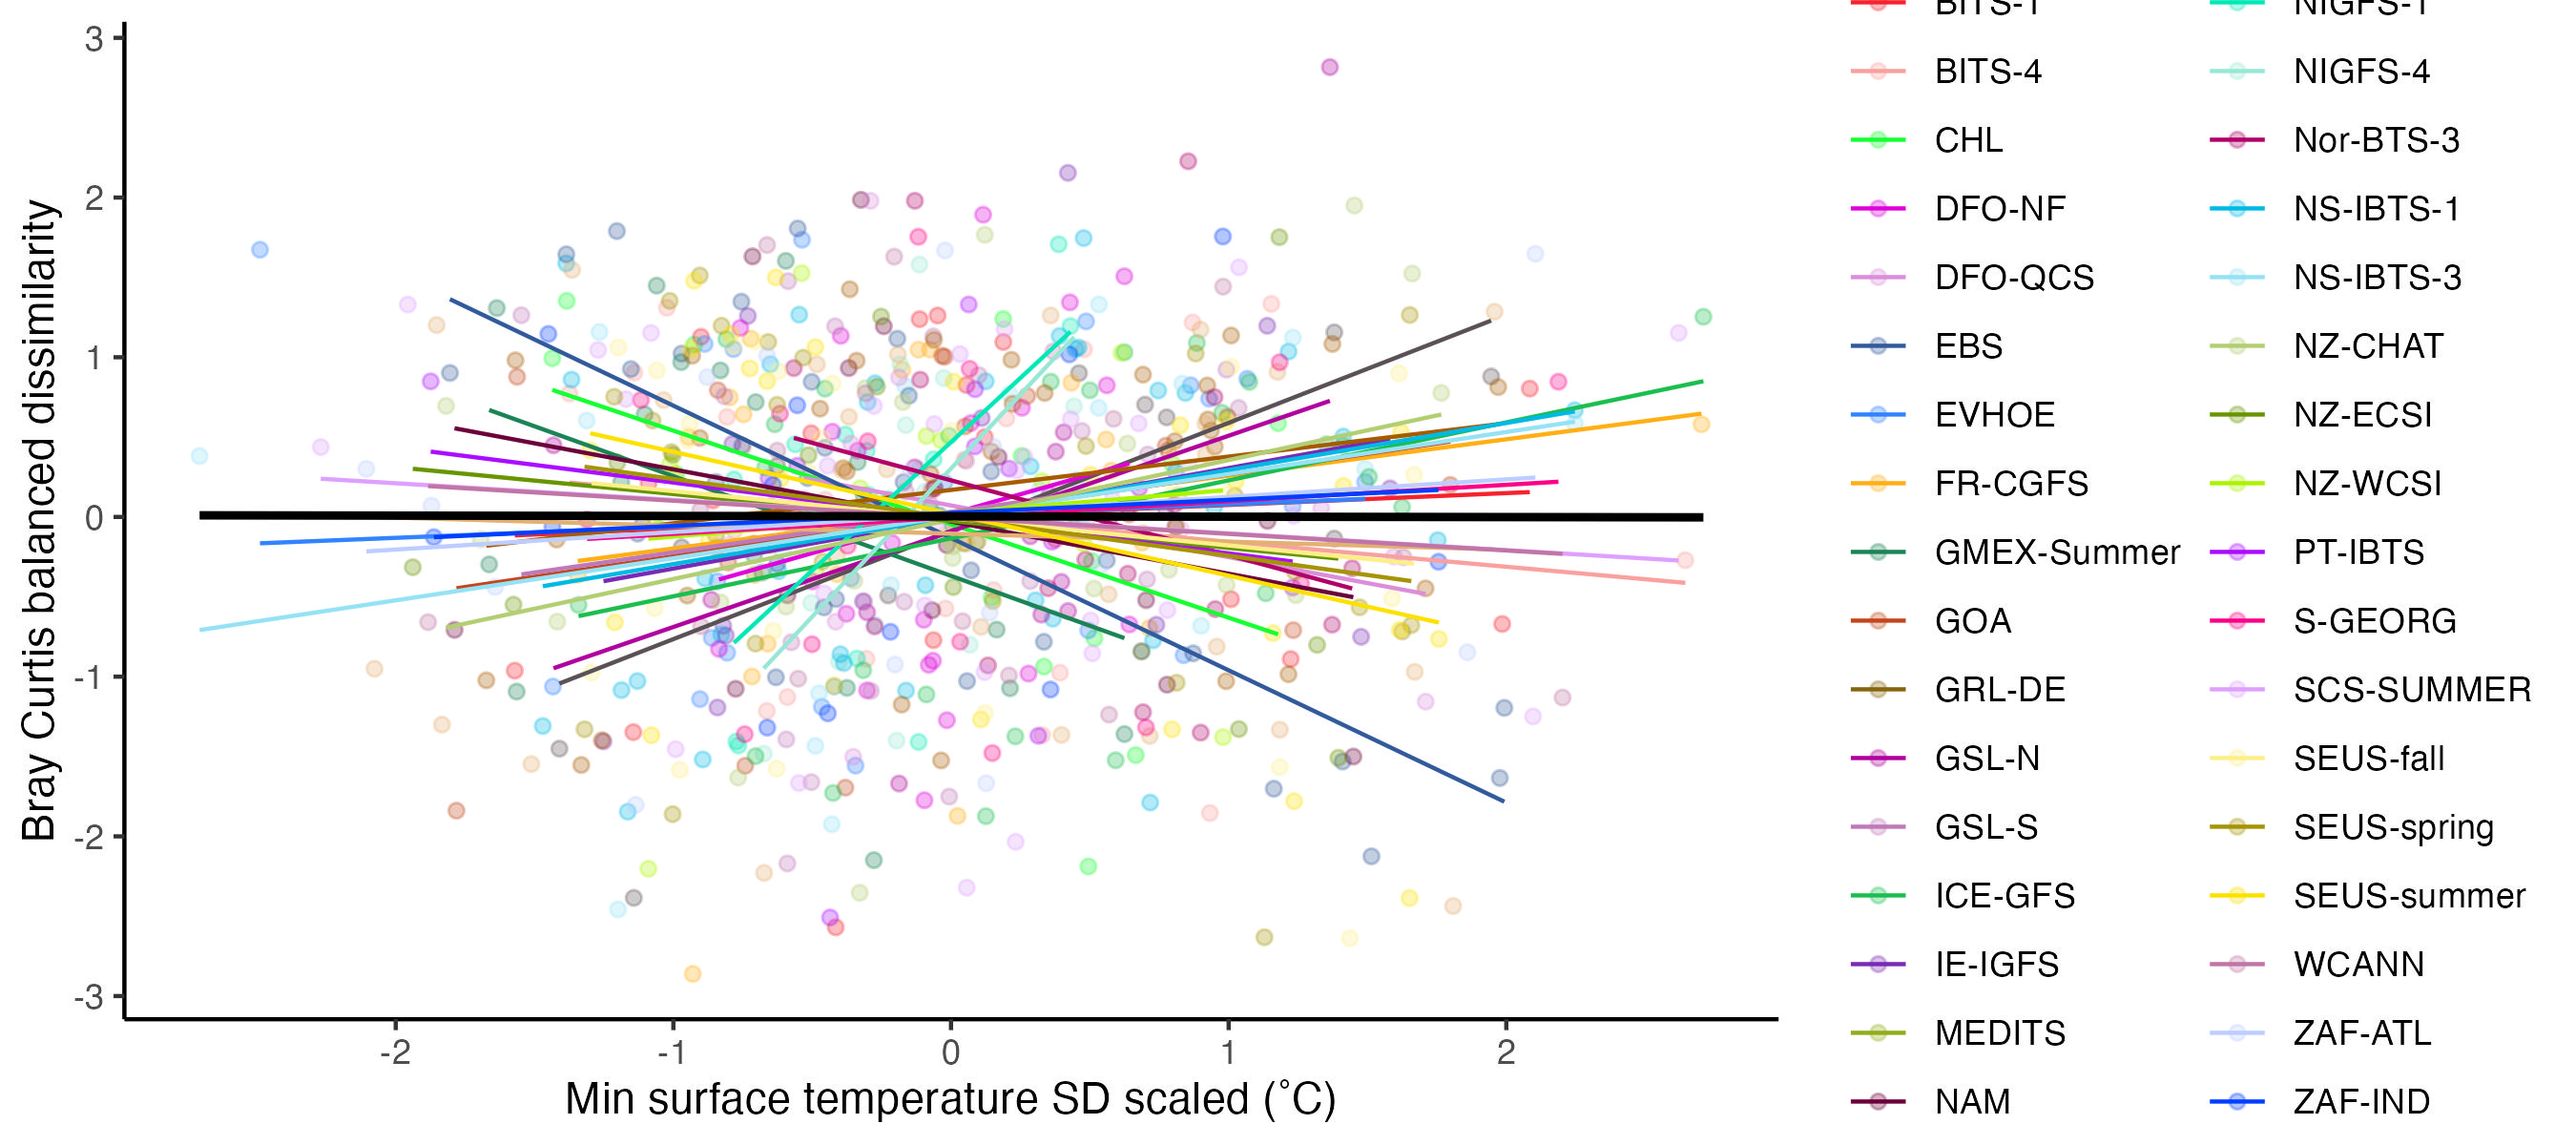 3
2
1
0
-1
-2
-3
-2
-1
0
1
2
Bray Curtis balanced dissimilarity
Min surface temperature SD scaled (°C)
BITS-1
BITS-4
CHL
DFO-NF
DFO-QCS
EBS
EVHOE
FR-CGFS
GMEX-Summer
GOA
GRL-DE
GSL-N
GSL-S
ICE-GFS
IE-IGFS
MEDITS
NAM
NIGFS-1
NIGFS-4
Nor-BTS-3
NS-IBTS-1
NS-IBTS-3
NZ-CHAT
NZ-ECSI
NZ-WCSI
PT-IBTS
S-GEORG
SCS-SUMMER
SEUS-fall
SEUS-spring
SEUS-summer
WCANN
ZAF-ATL
ZAF-IND